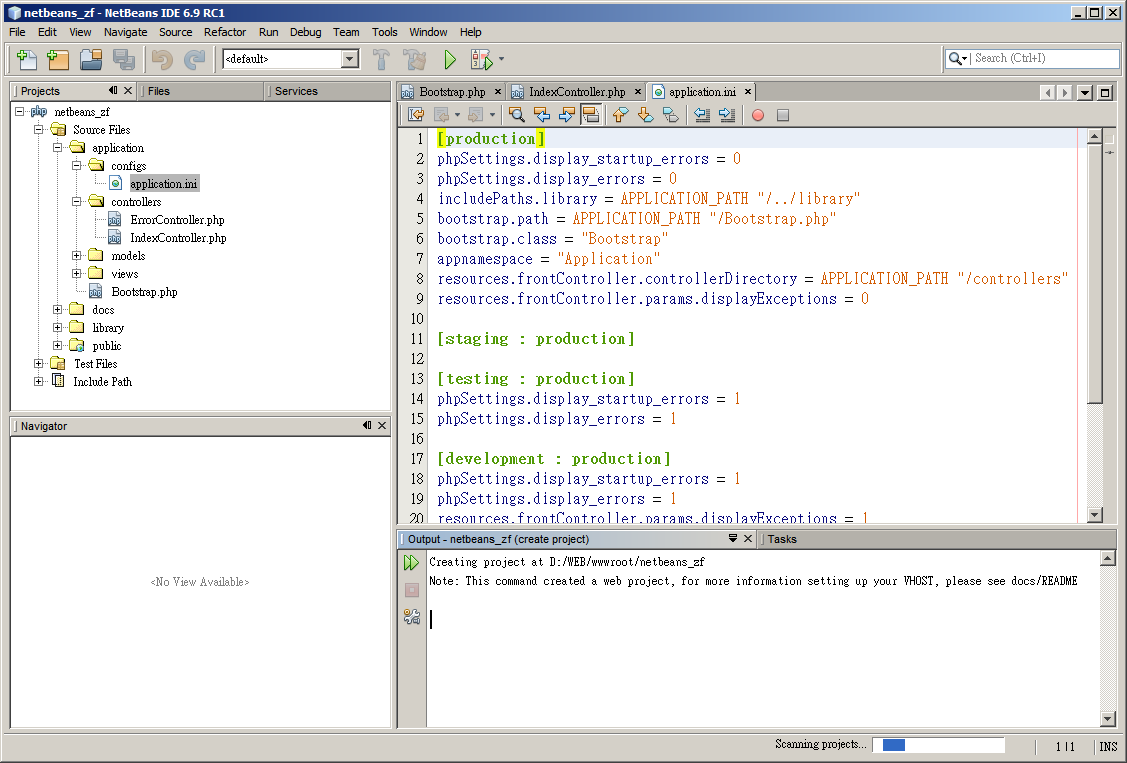 netbeans_zf - NetBeans IDE 6.9 RC1
File Edit View Navigate Source Refactor Run Debug Team Tools Window Help
<default>
Search (Ctrl+I)
Projects
Files
Services
netbeans_zf
Source Files
application
configs
application.ini
controllers
ErrorController.php
IndexController.php
models
views
Bootstrap.php
docs
library
public
Test Files
Include Path
Navigator
<No View Available>
Bootstrap.php
IndexController.php
application.ini
1 [production]
2 phpSettings.display_startup_errors = 0
3 phpSettings.display_errors = 0
4 includePaths.library = APPLICATION_PATH "/../library"
5 bootstrap.path = APPLICATION_PATH "/Bootstrap.php"
6 bootstrap.class = "Bootstrap"
7 appnamespace = "Application"
8 resources.frontController.controllerDirectory = APPLICATION_PATH "/controllers"
9 resources.frontController.params.displayExceptions = 0
10
11 [staging : production]
12
13 [testing : production]
14 phpSettings.display_startup_errors = 1
15 phpSettings.display_errors = 1
16
17 [development : production]
18 phpSettings.display_startup_errors = 1
19 phpSettings.display_errors = 1
20 resources.frontController.params.displayExceptions = 1
Output - netbeans_zf (create project)
Tasks
Creating project at D:/WEB/wwwroot/netbeans_zf
Note: This command created a web project, for more information setting up your VHOST, please see docs/README
Scanning projects...
1|1
INS